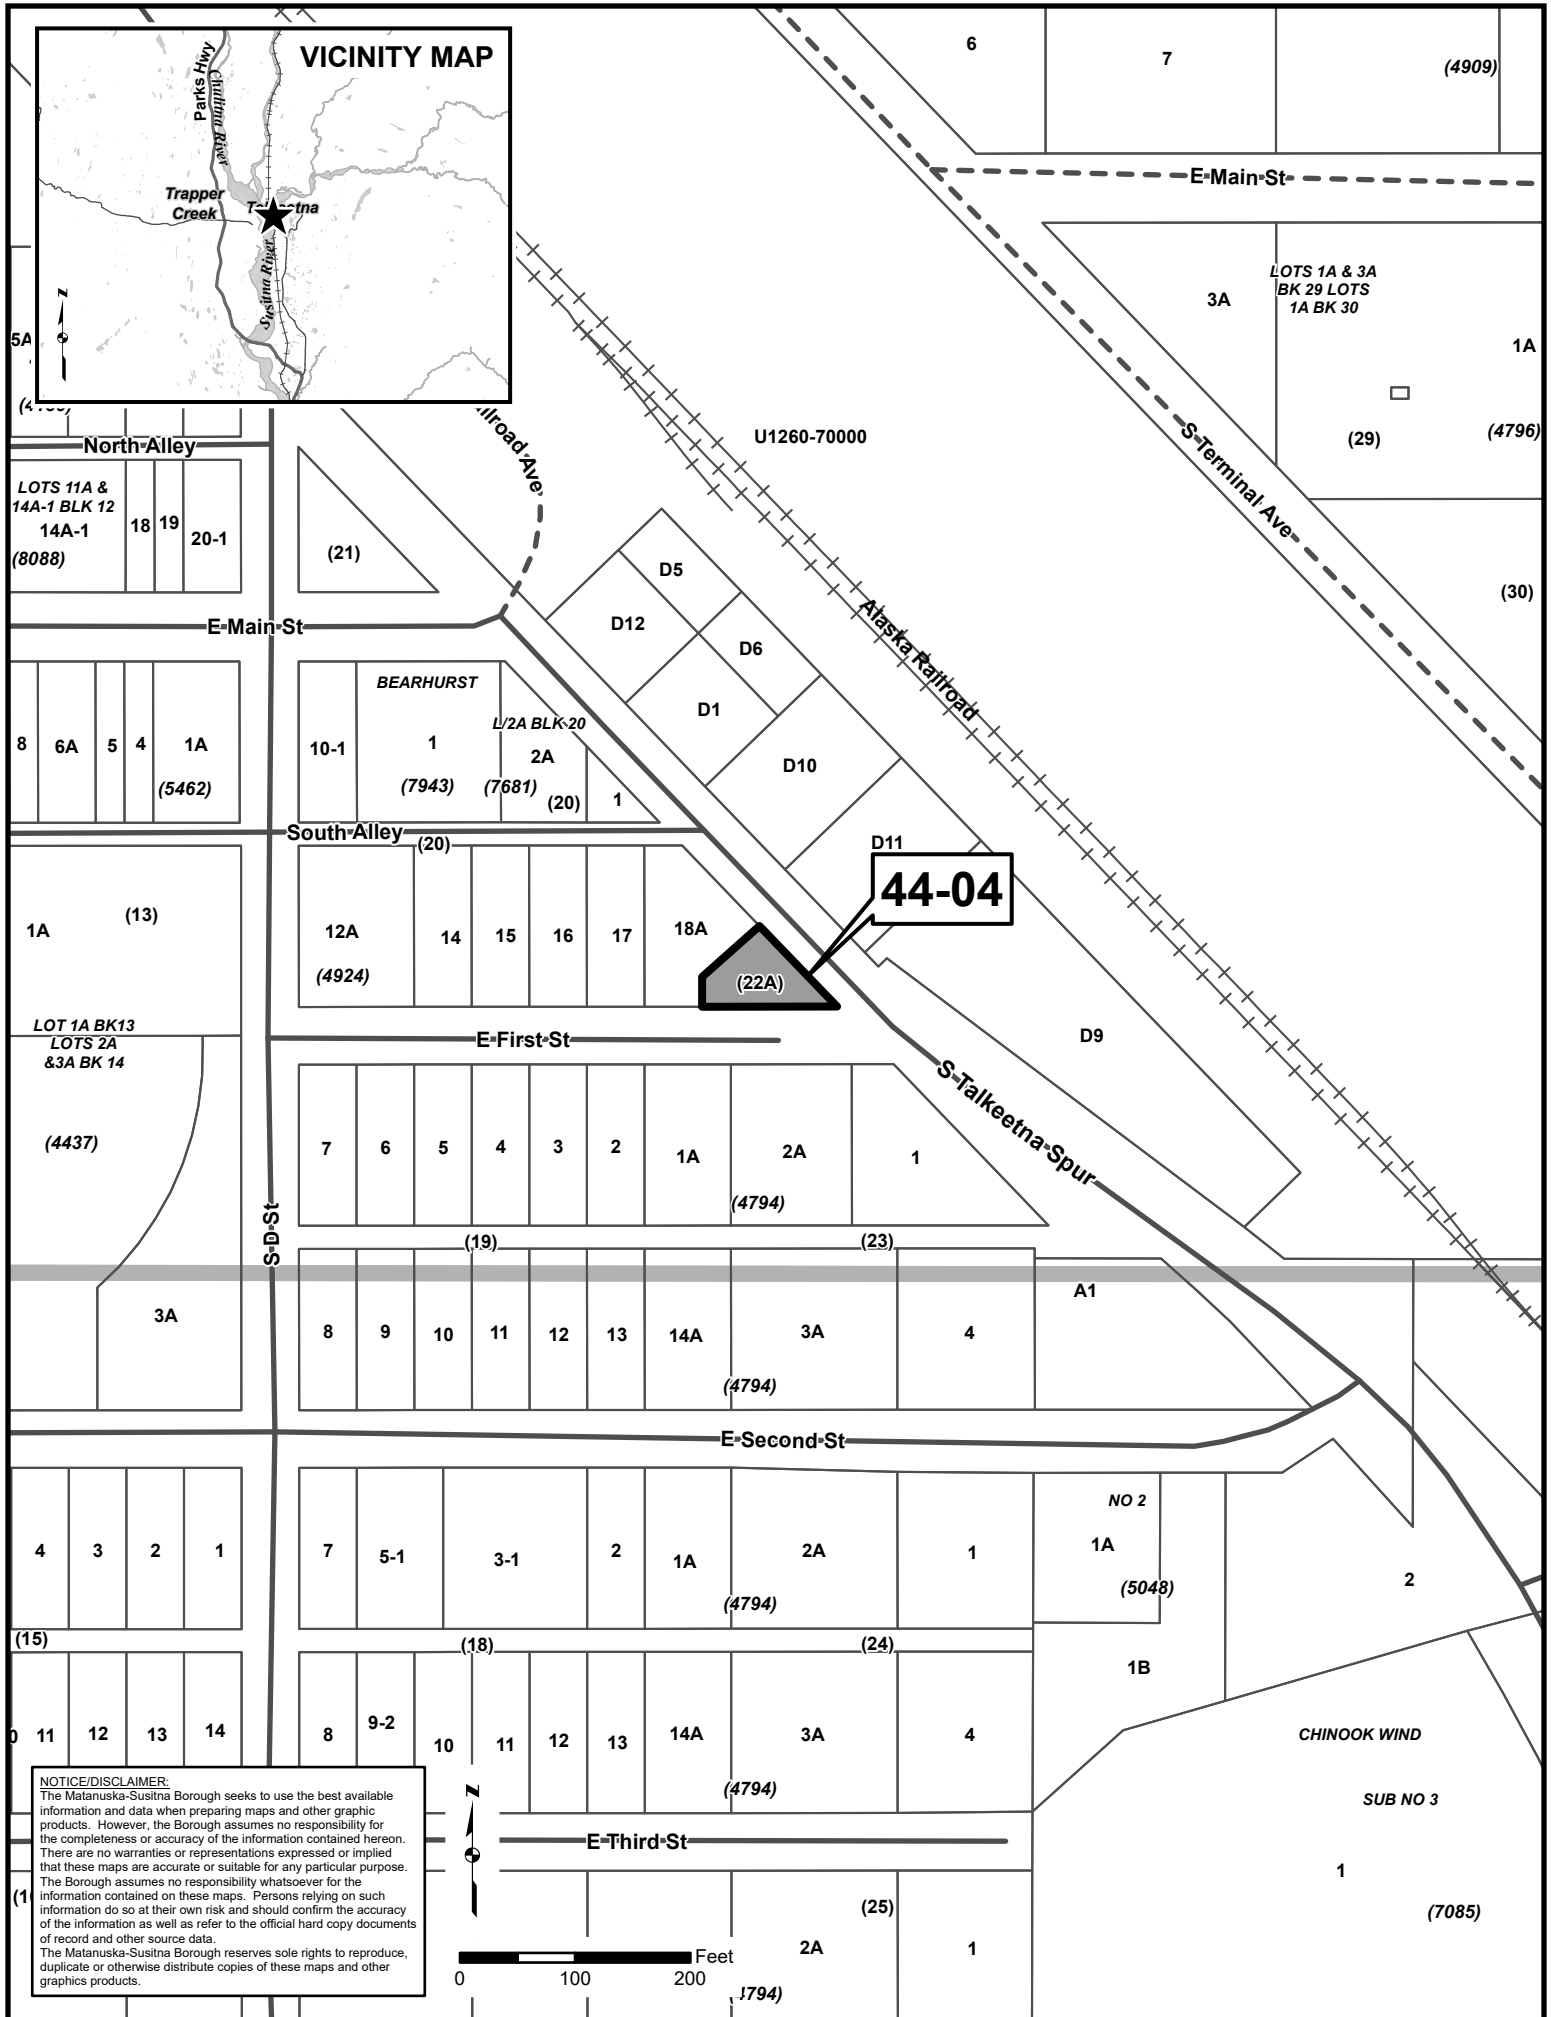 VICINITY MAP
Parks Hwy
Chulitna River
Trapper
Creek
Susitna River
z
6
7
(4909)
E Main St
3A
LOTS 1A & 3A
BK 29 LOTS
1A BK 30
1A
(29)
(4796)
S Terminal Ave
(30)
5A
U1260-70000
Alaska Railroad
North Alley
LOTS 11A &
14A-1 BLK 12
14A-1
(8088)
18
19
20-1
(21)
E Main St
D5
D12
D6
D1
D10
D11
D9
8
6A
5
4
1A
(5462)
10-1
BEARHURST
1
(7943)
L/2A BLK 20
2A
(7681)
(20)
1
South Alley
(20)
44-04
1A
(13)
12A
(4924)
14
15
16
17
18A
(22A)
LOT 1A BK13
LOTS 2A
&3A BK 14
(4437)
E First St
S Talkeetna Spur
7
6
5
4
3
2
1A
2A
1
(4794)
S D St
(19)
(23)
3A
8
9
10
11
12
13
14A
3A
4
A1
(4794)
E Second St
4
3
2
1
7
5-1
3-1
2
1A
2A
1
(4794)
NO 2
1A
(5048)
2
(15)
(18)
(24)
1B
11
12
13
14
8
9-2
10
11
12
13
14A
3A
4
(4794)
CHINOOK WIND
SUB NO 3
1
(7085)
E Third St
(25)
2A
1
NOTICE/DISCLAIMER:
The Matanuska-Susitna Borough seeks to use the best available
information and data when preparing maps and other graphic
products. However, the Borough assumes no responsibility for
the completeness or accuracy of the information contained hereon.
There are no warranties or representations expressed or implied
that these maps are accurate or suitable for any particular purpose.
The Borough assumes no responsibility whatsoever for the
information contained on these maps. Persons relying on such
information do so at their own risk and should confirm the accuracy
of the information as well as refer to the official hard copy documents
of record and other source data.
The Matanuska-Susitna Borough reserves sole rights to reproduce,
duplicate or otherwise distribute copies of these maps and other
graphics products.
z
Feet
0
100
200